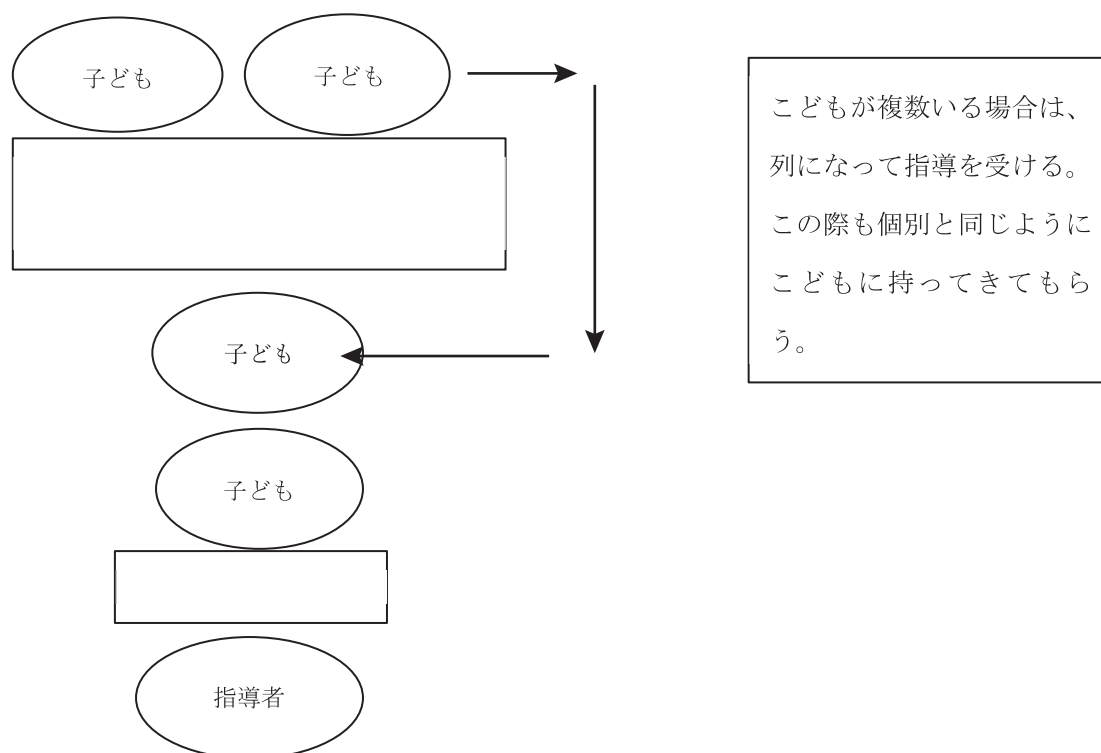 子ども
子ども
こどもが複数いる場合は、
列になって指導を受ける。
この際も個別と同じように
こどもに持ってきてもら
う。
子ども
子ども
指導者